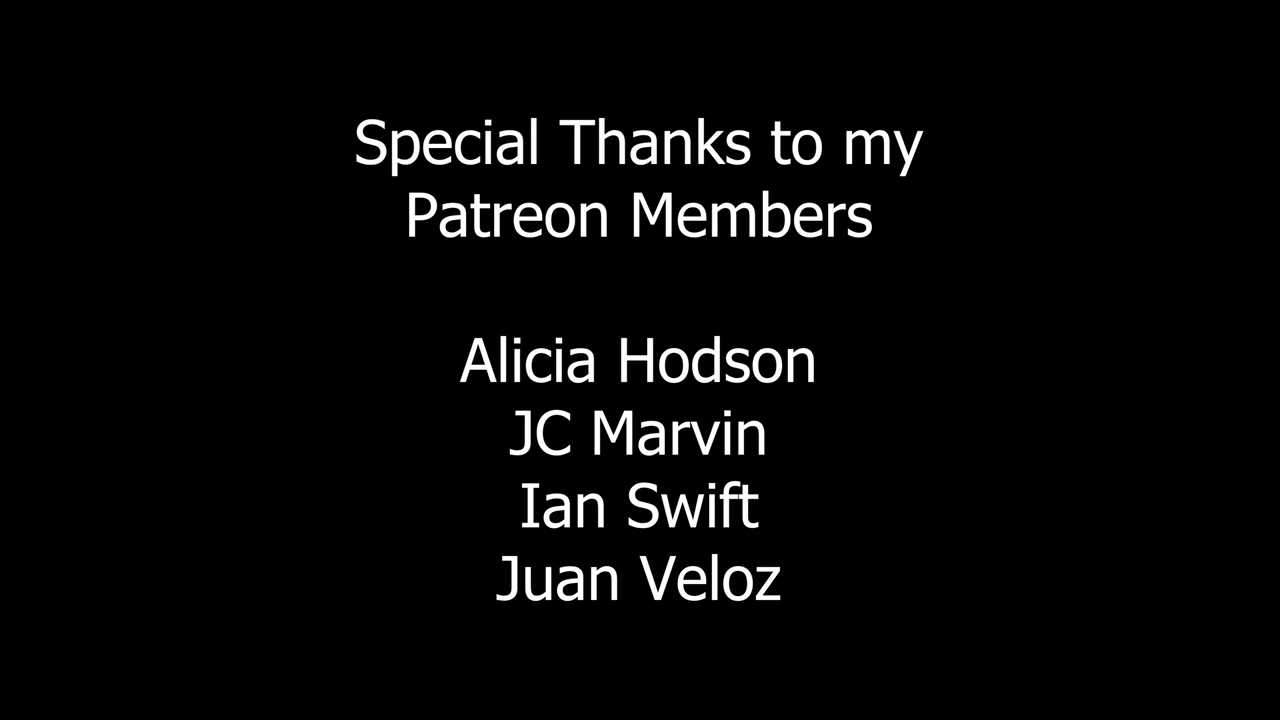 Special Thanks to my
Patreon Members
Alicia Hodson
JC Marvin
Ian Swift
Juan Veloz